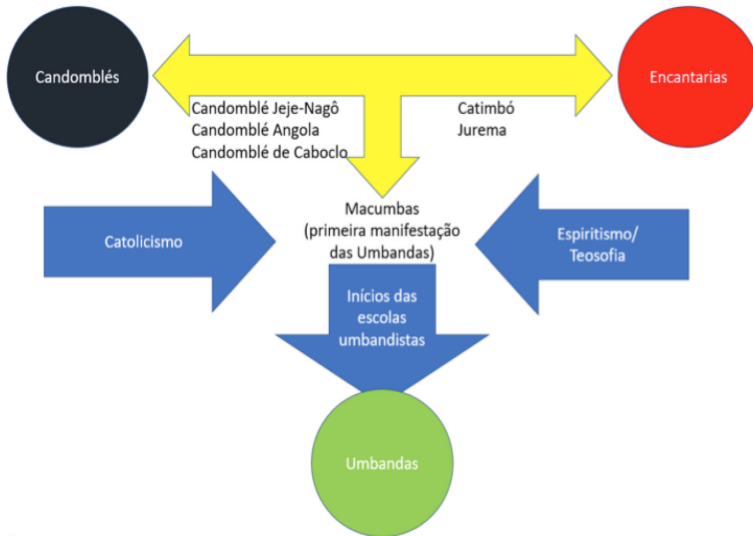 Candomblés
Encantarias
Candomblé Jeje-Nagô
Candomblé Angola
Candomblé de Caboclo
Catimbó
Jurema
Catolicismo
Macumbas
(primeira manifestação
das Umbandas)
Espiritismo/
Teosofia
Inícios das
escolas
umbandistas
Umbandas